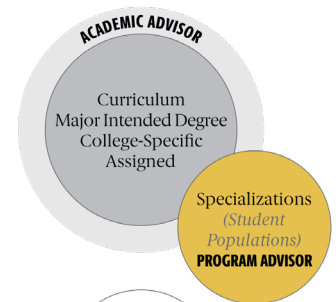 ACADEMIC ADVISOR
Curriculum
Major Intended Degree
College-Specific
Assigned
Specializations
(Student
Populations)
PROGRAM ADVISOR